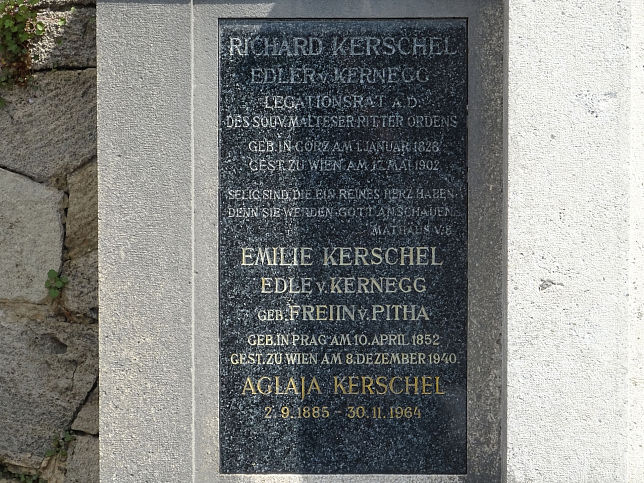 RICHARD KERSCHEL
EDLER v. KERNEGG
LEGATIONSRAT A.D.
DES SOUV. MALTESER-RITTER ORDENS
GEB. IN GÖRZ AM 1. JANUAR 1828
GEST. ZU WIEN AM 17. MAI 1902
SELIG SIND, DIE EIN REINES HERZ HABEN
DENN SIE WERDEN GOTT ANSCHAUEN.
MATHÄUS V. 8.
EMILIE KERSCHEL
EDLE v. KERNEGG
GEB. FREIIN v. PITHA
GEB. IN PRAG AM 10. APRIL 1852
GEST. ZU WIEN AM 8. DEZEMBER 1940.
AGLAJA KERSCHEL
2.9.1885 - 30.11.1964